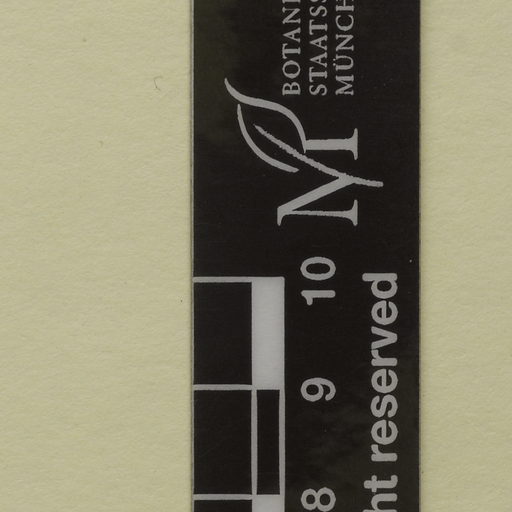 BOTANI
STAATSS
MÜNCH
M
8 9 10
ht reserved